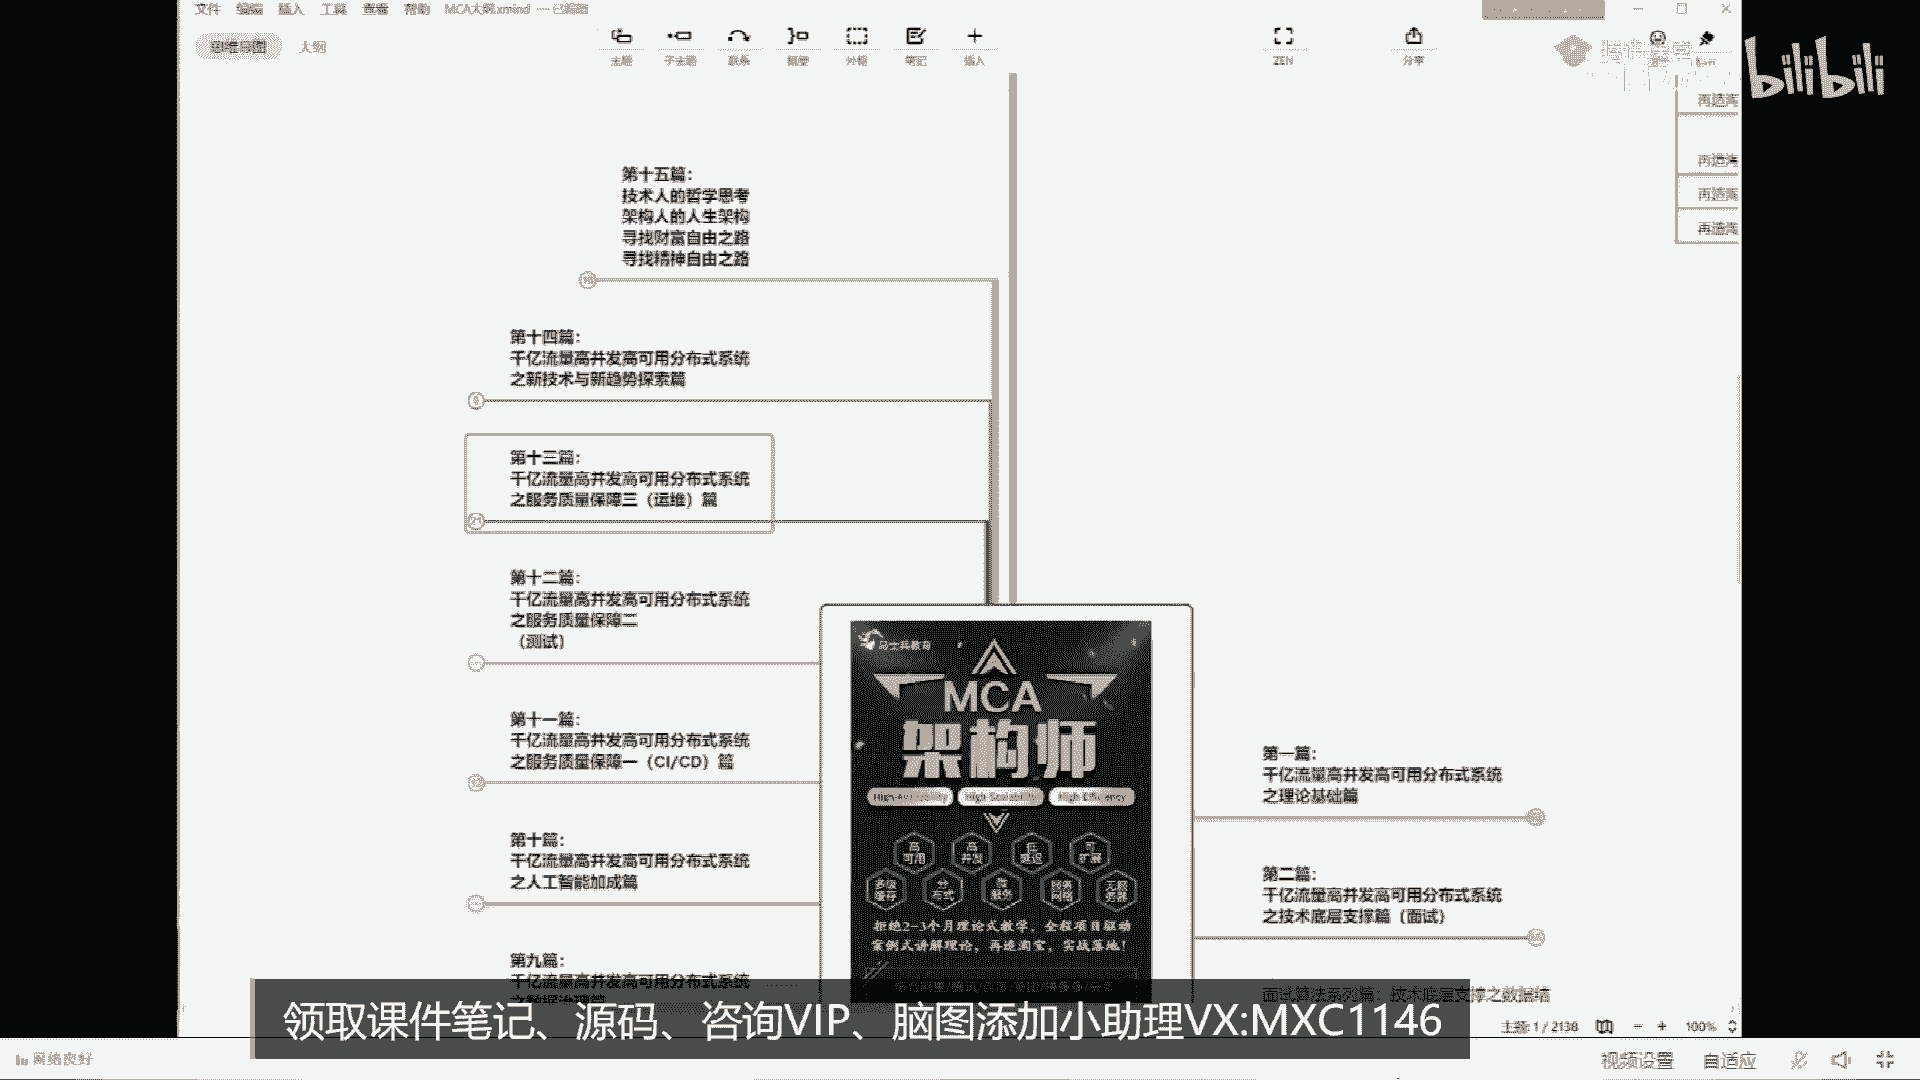 文件 编辑 插入 工具 查看 帮助 MCA大纲.xmind — 已编辑
思维导图 大纲
主题 子主题 联系 概要 外框 笔记 插入 ZEN 分享
bilibili
再造淘
再造淘
再造淘
再造淘
第十五篇：
技术人的哲学思考
架构人的人生架构
寻找财富自由之路
寻找精神自由之路
第十四篇：
千亿流量高并发高可用分布式系统
之新技术与新趋势探索篇
第十三篇：
千亿流量高并发高可用分布式系统
之服务质量保障三（运维）篇
第十二篇：
千亿流量高并发高可用分布式系统
之服务质量保障二
（测试）
第十一篇：
千亿流量高并发高可用分布式系统
之服务质量保障一（CI/CD）篇
第十篇：
千亿流量高并发高可用分布式系统
之人工智能加成篇
第九篇：
千亿流量高并发高可用分布式系统
马士兵教育
MCA
架构师
High-Availability High-Scalability High-Efficiency
高可用 高并发 低延迟 可扩展
多级缓存 分布式 微服务 服务网格 无服务器
拒绝2-3个月理论式教学，全程项目驱动
案例式讲解理论，再造淘宝，实战落地！
第一篇：
千亿流量高并发高可用分布式系统
之理论基础篇
第二篇：
千亿流量高并发高可用分布式系统
之技术底层支撑篇（面试）
面试算法系列篇：技术底层支撑之数据结
领取课件笔记、源码、咨询VIP、脑图添加小助理VX:MXC1146
主题: 1 / 2138 100%
网络良好
视频设置 自适应